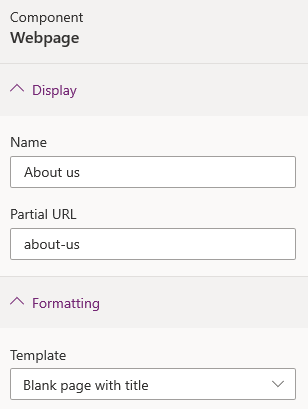 Component
Webpage
Display
Name
About us
Partial URL
about-us
Formatting
Template
Blank page with title